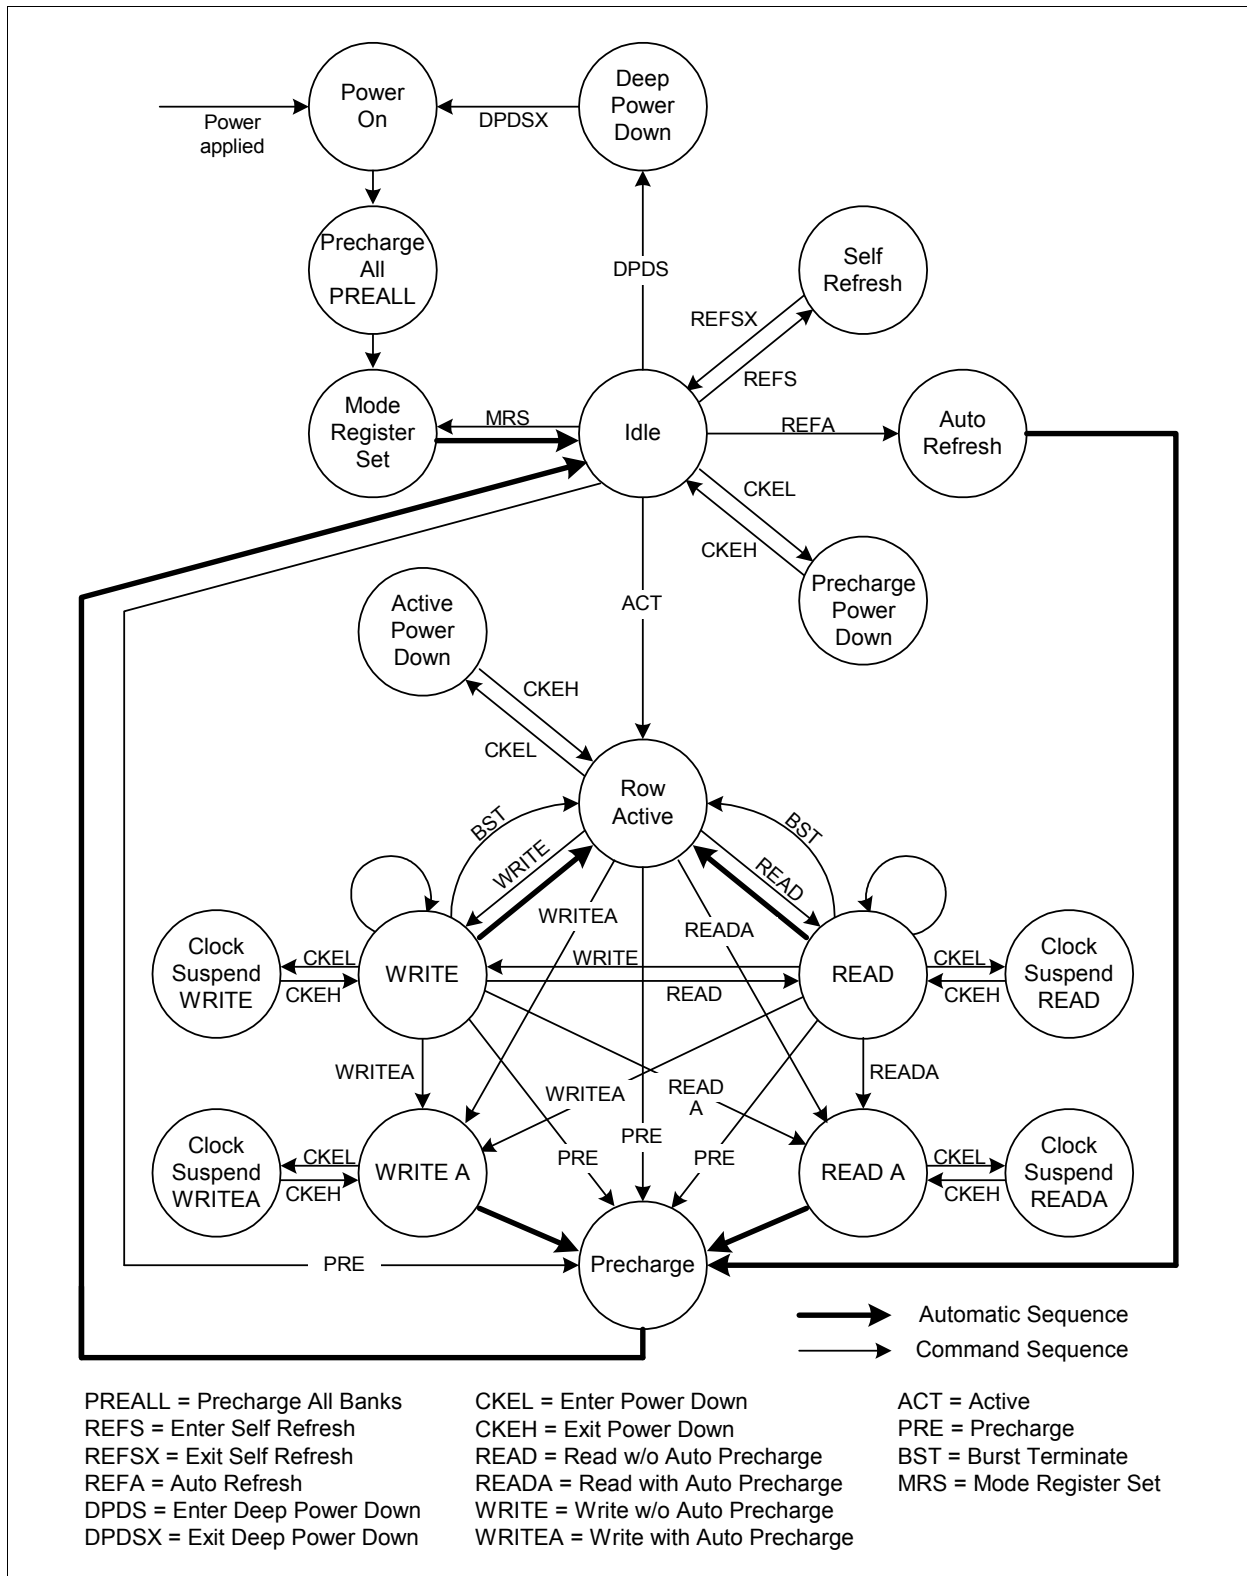 Power
On
Deep
Power
Down
Power
applied
DPDSX
Precharge
All
PREALL
DPDS
Self
Refresh
REFSX
REFS
Mode
Register
Set
MRS
Idle
REFA
Auto
Refresh
CKEL
CKEH
Precharge
Power
Down
ACT
Active
Power
Down
CKEH
CKEL
Row
Active
BST
WRITE
READ
BST
WRITEA
READA
Clock
Suspend
WRITE
CKEL
CKEH
WRITE
WRITE
READ
READ
CKEL
CKEH
Clock
Suspend
READ
WRITEA
WRITEA
READ
A
READA
Clock
Suspend
WRITEA
CKEL
CKEH
WRITE A
PRE
PRE
PRE
READ A
CKEL
CKEH
Clock
Suspend
READA
PRE
Precharge
Automatic Sequence
Command Sequence
PREALL = Precharge All Banks
REFS = Enter Self Refresh
REFSX = Exit Self Refresh
REFA = Auto Refresh
DPDS = Enter Deep Power Down
DPDSX = Exit Deep Power Down
CKEL = Enter Power Down
CKEH = Exit Power Down
READ = Read w/o Auto Precharge
READA = Read with Auto Precharge
WRITE = Write w/o Auto Precharge
WRITEA = Write with Auto Precharge
ACT = Active
PRE = Precharge
BST = Burst Terminate
MRS = Mode Register Set